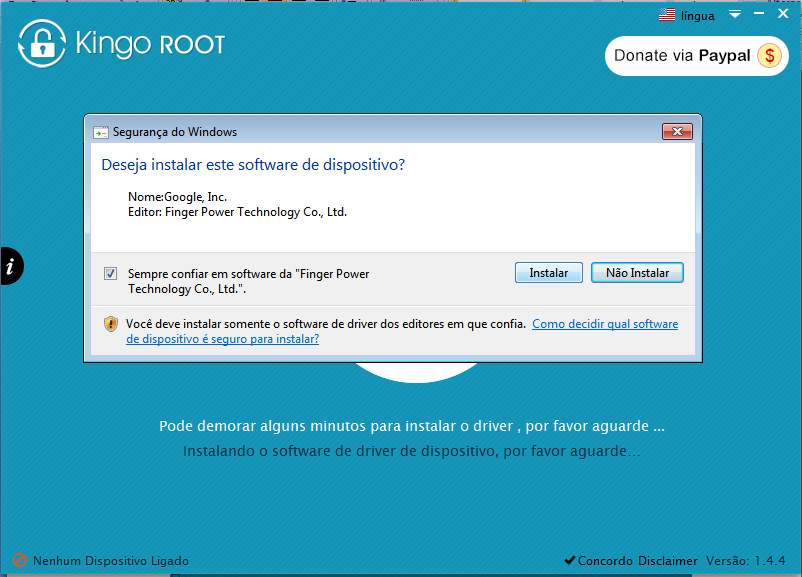 língua
Kingo ROOT
Donate via Paypal $
Segurança do Windows
Deseja instalar este software de dispositivo?
Nome:Google, Inc.
Editor: Finger Power Technology Co., Ltd.
i
Sempre confiar em software da "Finger Power
Technology Co., Ltd.".
Instalar
Não Instalar
Você deve instalar somente o software de driver dos editores em que confia. Como decidir qual software
de dispositivo é seguro para instalar?
Pode demorar alguns minutos para instalar o driver , por favor aguarde ...
Instalando o software de driver de dispositivo, por favor aguarde...
Nenhum Dispositivo Ligado
Concordo Disclaimer Versão: 1.4.4